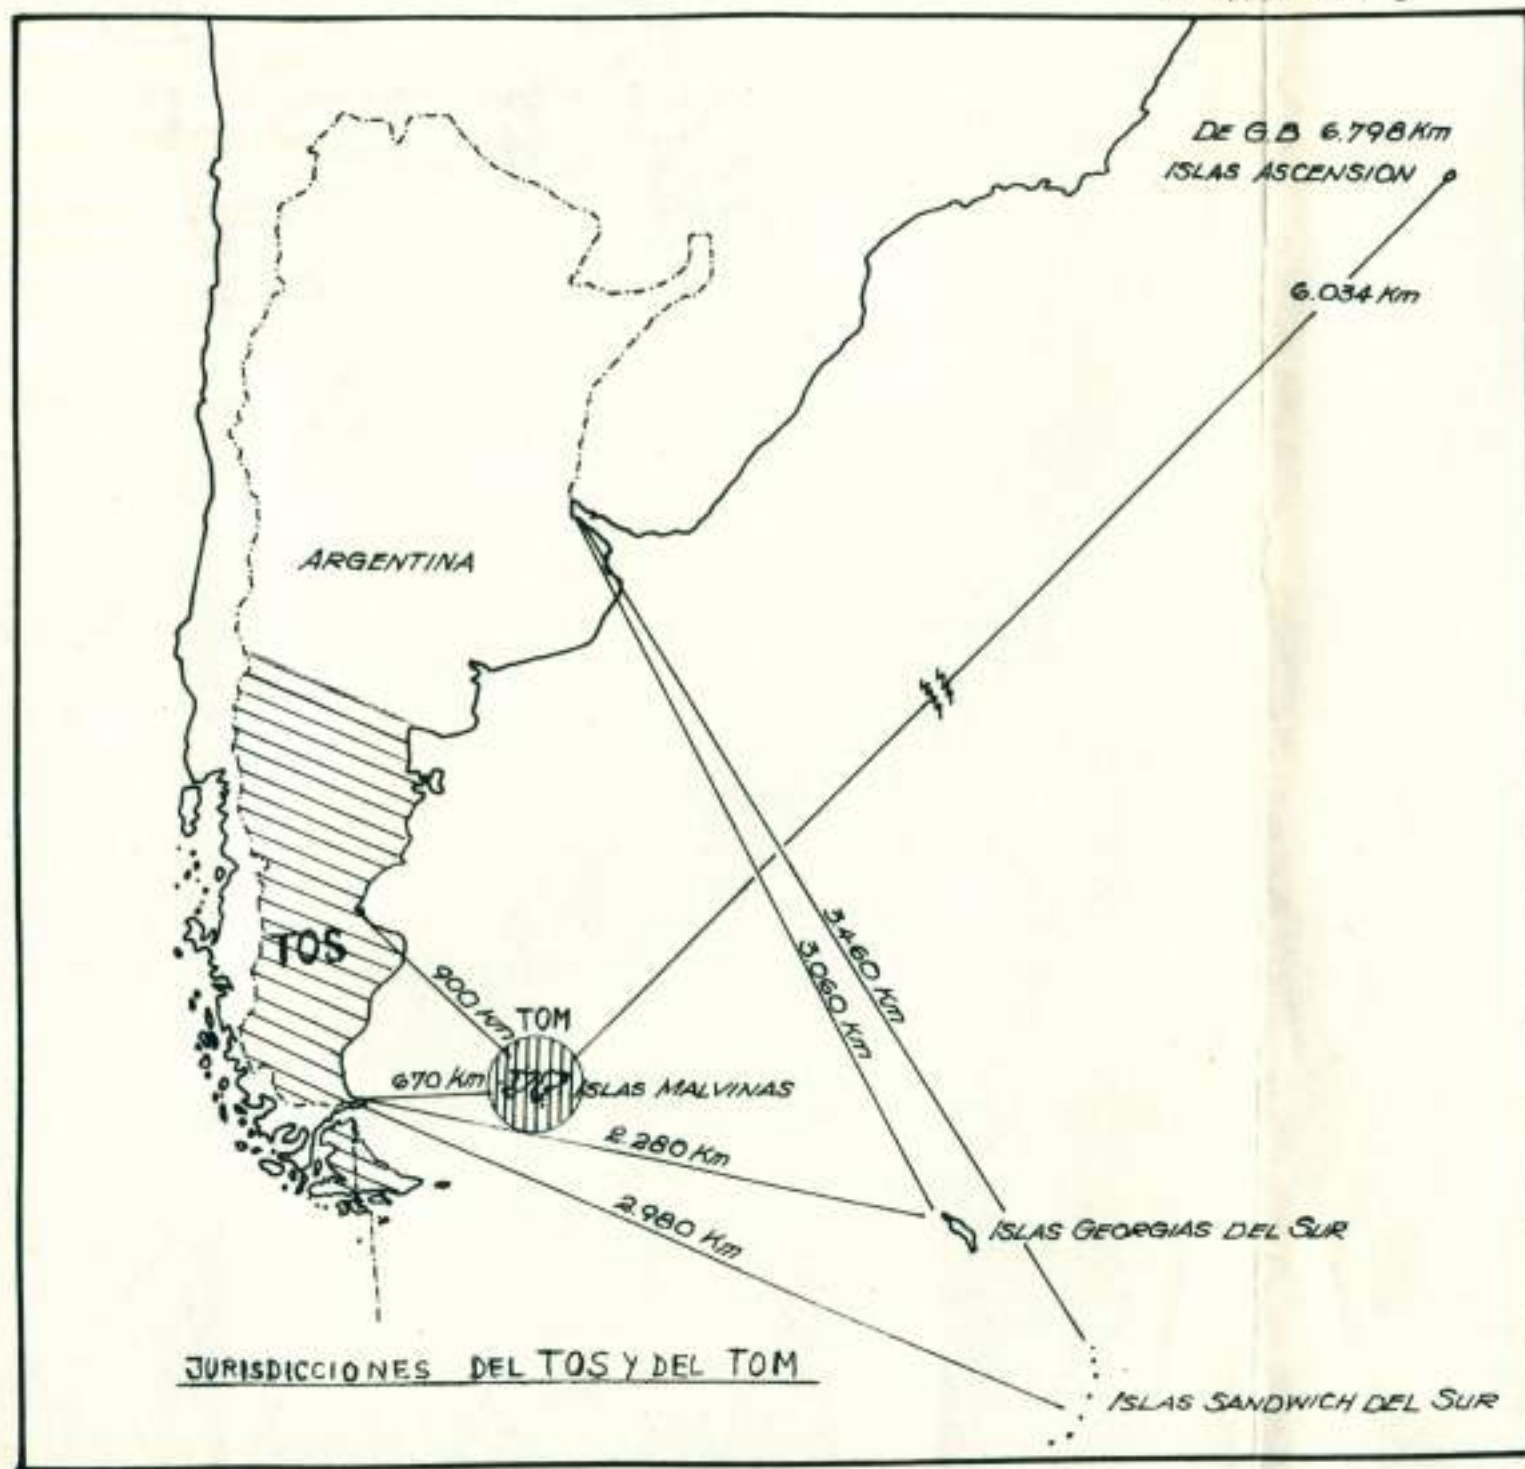 DE G.B 6.798 Km
ISLAS ASCENSION
6.034 Km
ARGENTINA
TOS
900 Km
3.460 Km
3.060 Km
TOM
670 Km
ISLAS MALVINAS
2.280 Km
2.980 Km
ISLAS GEORGIAS DEL SUR
JURISDICCIONES DEL TOS Y DEL TOM
ISLAS SANDWICH DEL SUR